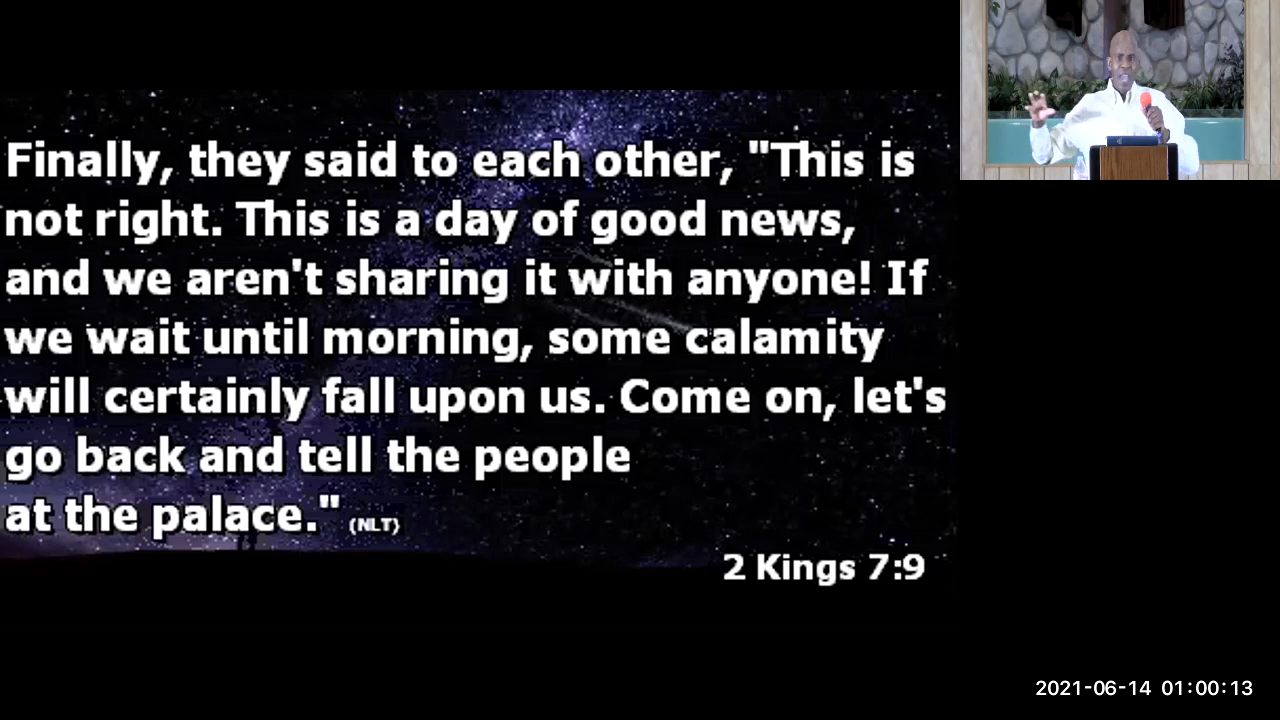 Finally, they said to each other, "This is
not right. This is a day of good news,
and we aren't sharing it with anyone! If
we wait until morning, some calamity
will certainly fall upon us. Come on, let's
go back and tell the people
at the palace." (NLT)
2 Kings 7:9
2021-06-14 01:00:13